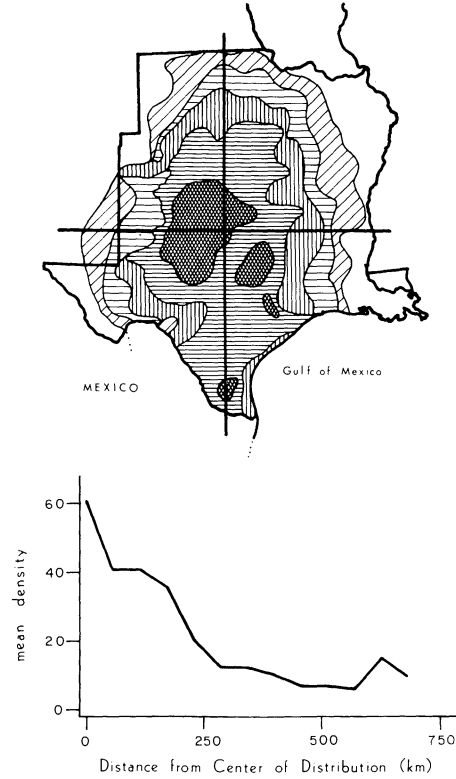 MEXICO
Gulf of Mexico
60
40
20
0
mean density
0 250 500 750
Distance from Center of Distribution (km)